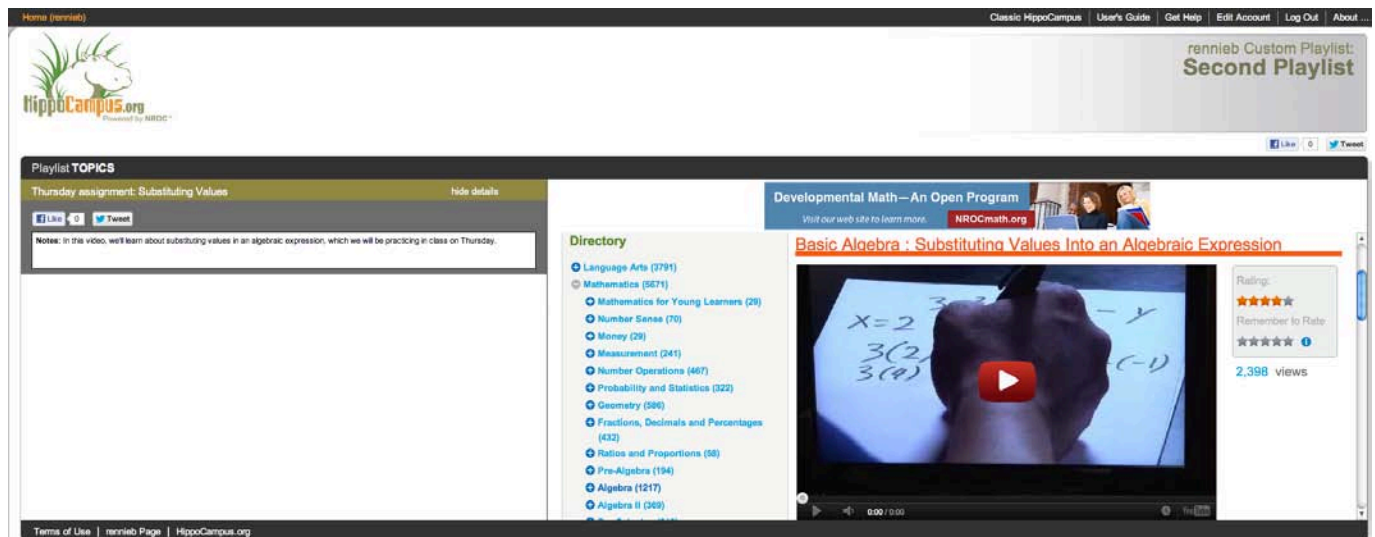 Home (rennieb)
Classic HippoCampus | User's Guide | Get Help | Edit Account | Log Out | About ...
HippoCampus.org
Powered by NROC
rennieb Custom Playlist:
Second Playlist
Like 0 Tweet
Playlist TOPICS
Thursday assignment: Substituting Values hide details
Like 0 Tweet
Notes: In this video, we'll learn about substituting values in an algebraic expression, which we will be practicing in class on Thursday.
Developmental Math—An Open Program
Visit our web site to learn more. NROCmath.org
Directory
Language Arts (3791)
Mathematics (5671)
Mathematics for Young Learners (29)
Number Sense (70)
Money (29)
Measurement (241)
Number Operations (467)
Probability and Statistics (322)
Geometry (586)
Fractions, Decimals and Percentages
(432)
Ratios and Proportions (58)
Pre-Algebra (194)
Algebra (1217)
Algebra II (369)
Basic Algebra : Substituting Values Into an Algebraic Expression
x=2
- y
3(2
-(-1)
3(4)
0:00 / 0:00
YouTube
Rating:
Remember to Rate
2,398 views
Terms of Use | rennieb Page | HippoCampus.org